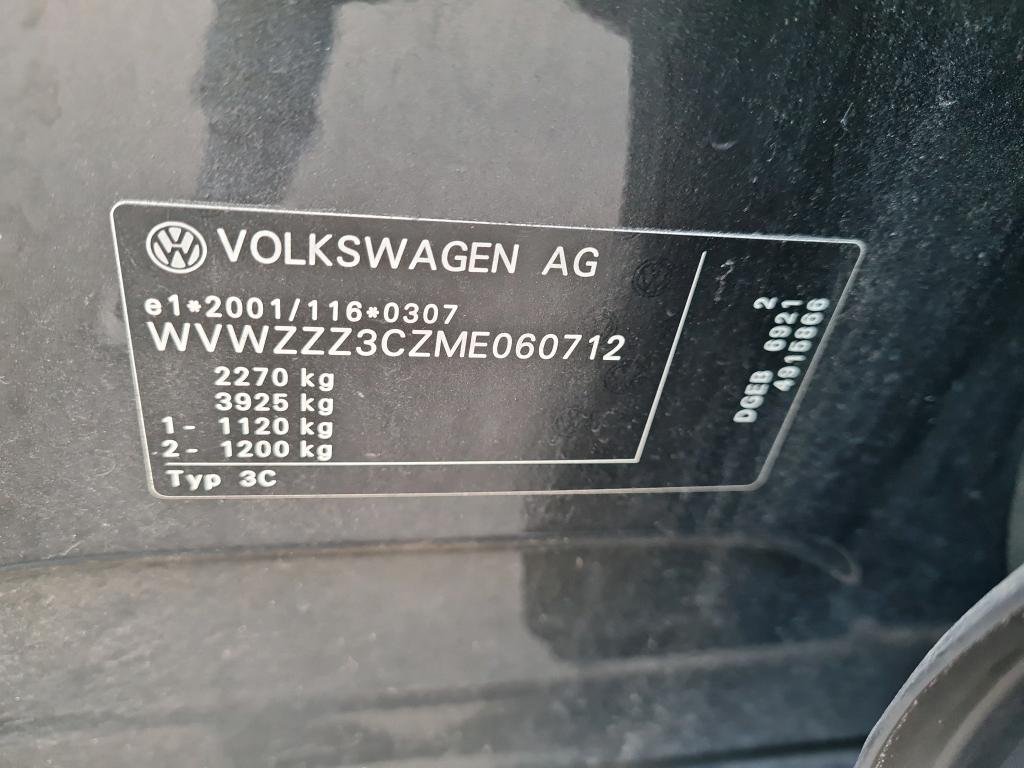 VOLKSWAGEN AG
e1*2001/116*0307
WVWZZZ3CZME060712
2270 kg
3925 kg
1- 1120 kg
2- 1200 kg
Typ 3C
2
DGEB 6921
4915866